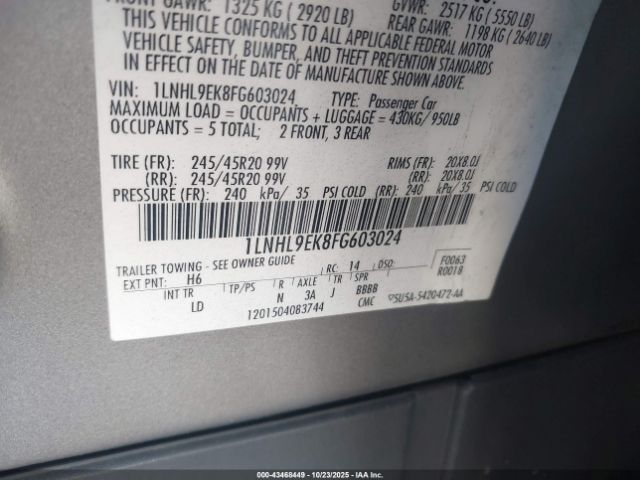 FRONT GAWR: 1325 KG ( 2920 LB)
GVWR: 2517 KG ( 5550 LB)
REAR GAWR: 1198 KG ( 2640 LB)
THIS VEHICLE CONFORMS TO ALL APPLICABLE FEDERAL MOTOR
VEHICLE SAFETY, BUMPER, AND THEFT PREVENTION STANDARDS
IN EFFECT ON THE DATE OF MANUFACTURE SHOWN ABOVE.
VIN: 1LNHL9EK8FG603024
TYPE: Passenger Car
MAXIMUM LOAD = OCCUPANTS + LUGGAGE = 430KG/950LB
OCCUPANTS = 5 TOTAL; 2 FRONT, 3 REAR
TIRE (FR): 245/45R20 99V RIMS (FR): 20X8.0J
(RR): 245/45R20 99V (RR): 20X8.0J
PRESSURE (FR): 240 kPa/ 35 PSI COLD (RR): 240 kPa/ 35 PSI COLD
1LNHL9EK8FG603024
TRAILER TOWING - SEE OWNER GUIDE
EXT PNT: H6 RC: 14 DSO:
F0063
R0018
INT TR TP/PS R AXLE TR SPR
LD N 3A J BBBB
1201504083744 CMC 5U5A-5420472-AA
000-43468449 | 10/23/2025 | IAA Inc.